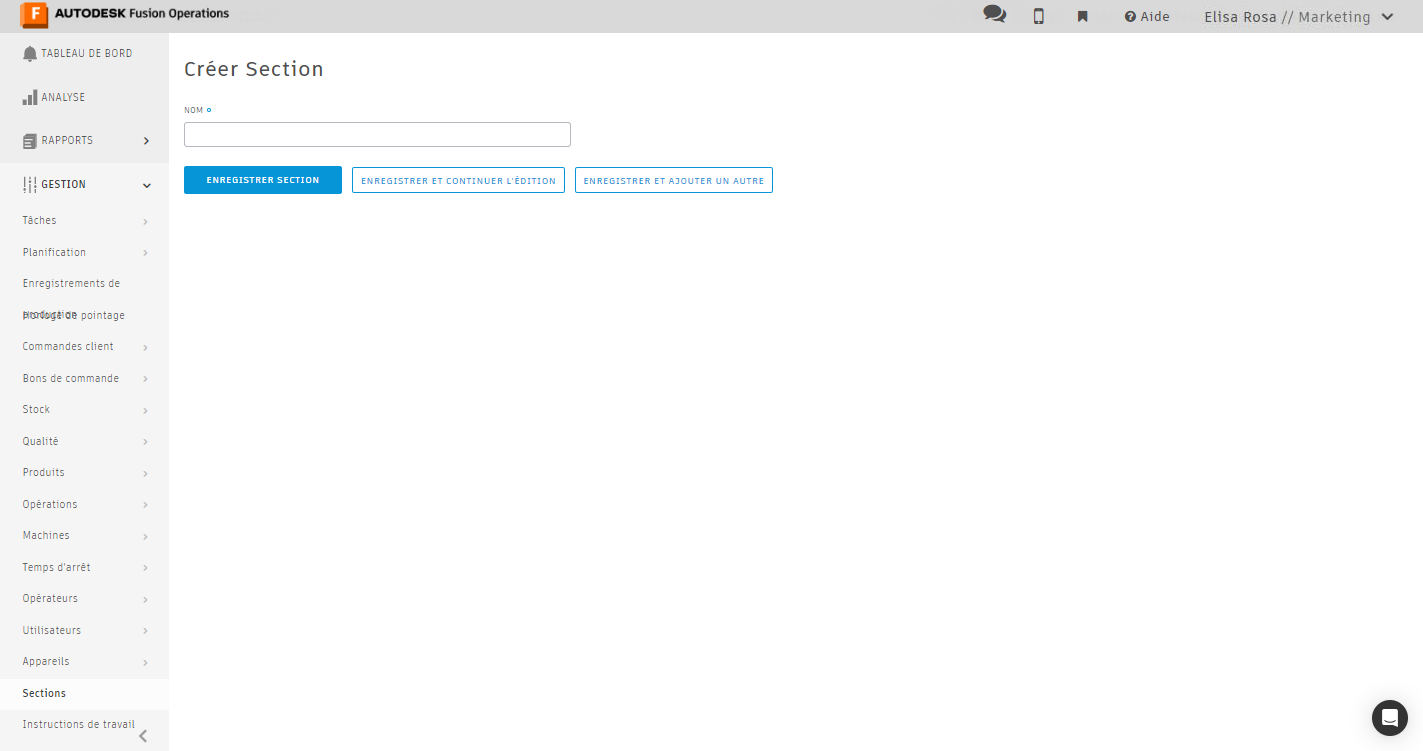 AUTODESK Fusion Operations
Aide
Elisa Rosa // Marketing
TABLEAU DE BORD
ANALYSE
RAPPORTS
GESTION
Tâches
Planification
Enregistrements de
production
Horloge de pointage
Commandes client
Bons de commande
Stock
Qualité
Produits
Opérations
Machines
Temps d'arrêt
Opérateurs
Utilisateurs
Appareils
Sections
Instructions de travail
Créer Section
NOM
ENREGISTRER SECTION
ENREGISTRER ET CONTINUER L'ÉDITION
ENREGISTRER ET AJOUTER UN AUTRE